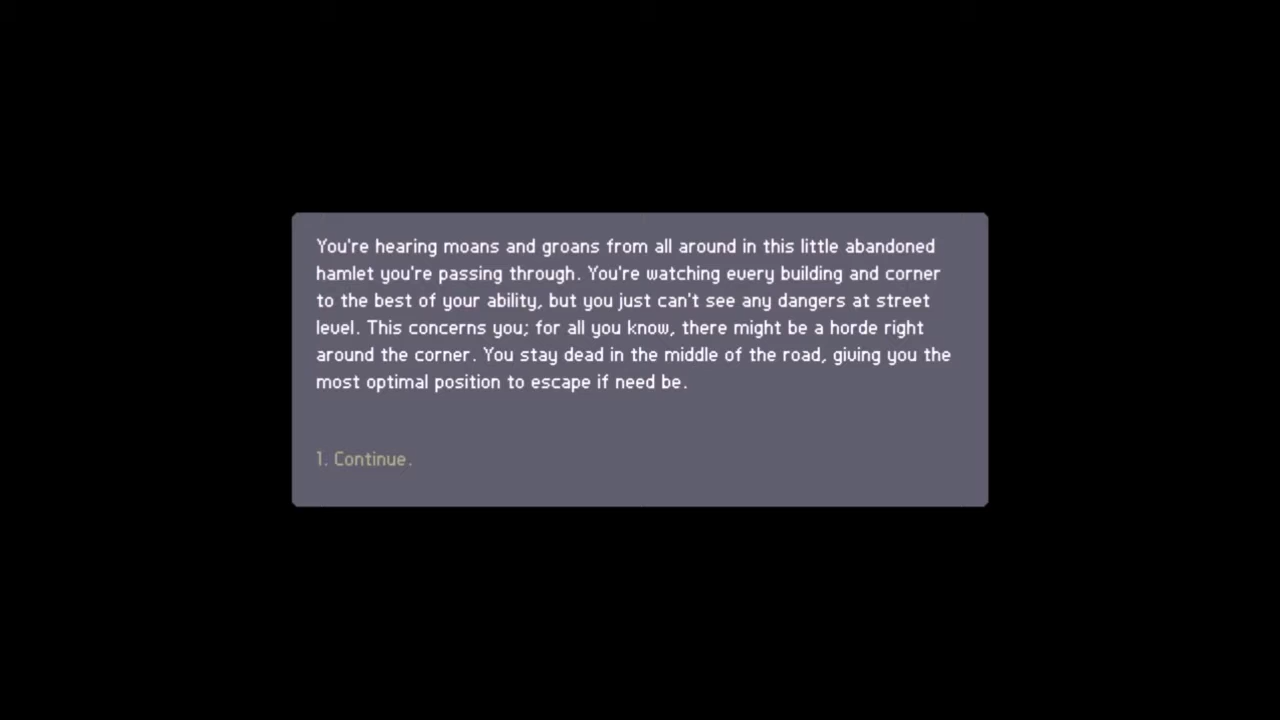 You're hearing moans and groans from all around in this little abandoned
hamlet you're passing through. You're watching every building and corner
to the best of your ability, but you just can't see any dangers at street
level. This concerns you; for all you know, there might be a horde right
around the corner. You stay dead in the middle of the road, giving you the
most optimal position to escape if need be.
1. Continue.